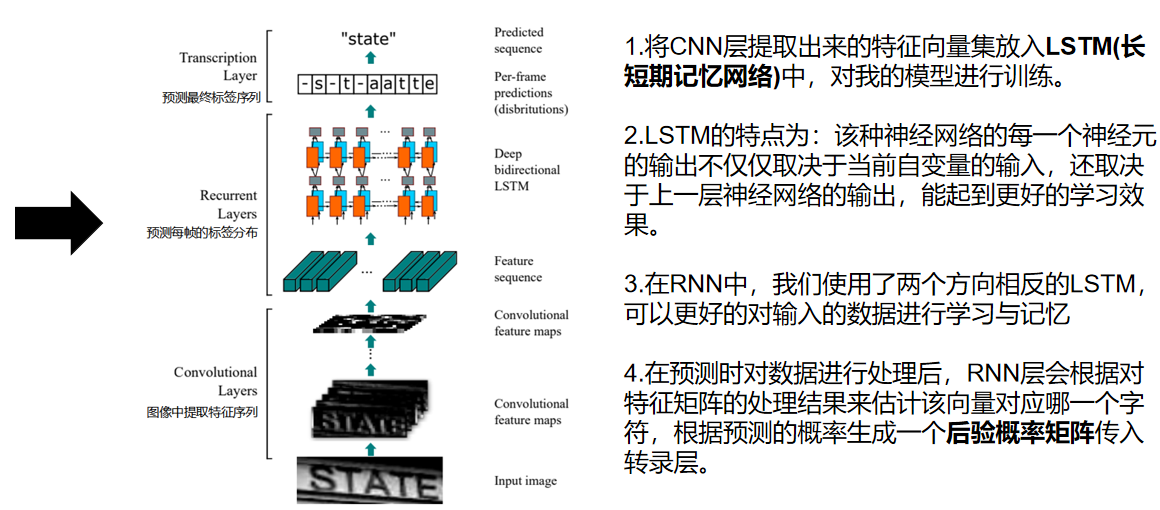 "state"
Predicted
sequence
Transcription
Layer
预测最终标签序列
-s-t-aatte
Per-frame
predictions
(disbritutions)
Deep
bidirectional
LSTM
Recurrent
Layers
预测每帧的标签分布
Feature
sequence
Convolutional
feature maps
Convolutional
Layers
图像中提取特征序列
STATE
Convolutional
feature maps
STATE
Input image
1.将CNN层提取出来的特征向量集放入LSTM(长
短期记忆网络)中，对我的模型进行训练。
2.LSTM的特点为：该种神经网络的每一个神经元
的输出不仅仅取决于当前自变量的输入，还取决
于上一层神经网络的输出，能起到更好的学习效
果。
3.在RNN中，我们使用了两个方向相反的LSTM，
可以更好的对输入的数据进行学习与记忆
4.在预测时对数据进行处理后，RNN层会根据对
特征矩阵的处理结果来估计该向量对应哪一个字
符，根据预测的概率生成一个后验概率矩阵传入
转录层。